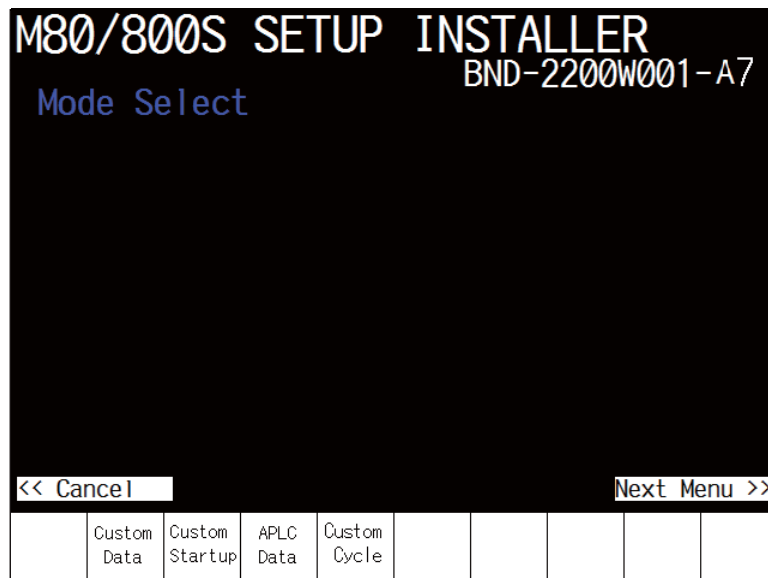 M80/800S SETUP INSTALLER
BND-2200W001-A7
Mode Select
<< Cancel
Next Menu >>
Custom Data
Custom Startup
APLC Data
Custom Cycle